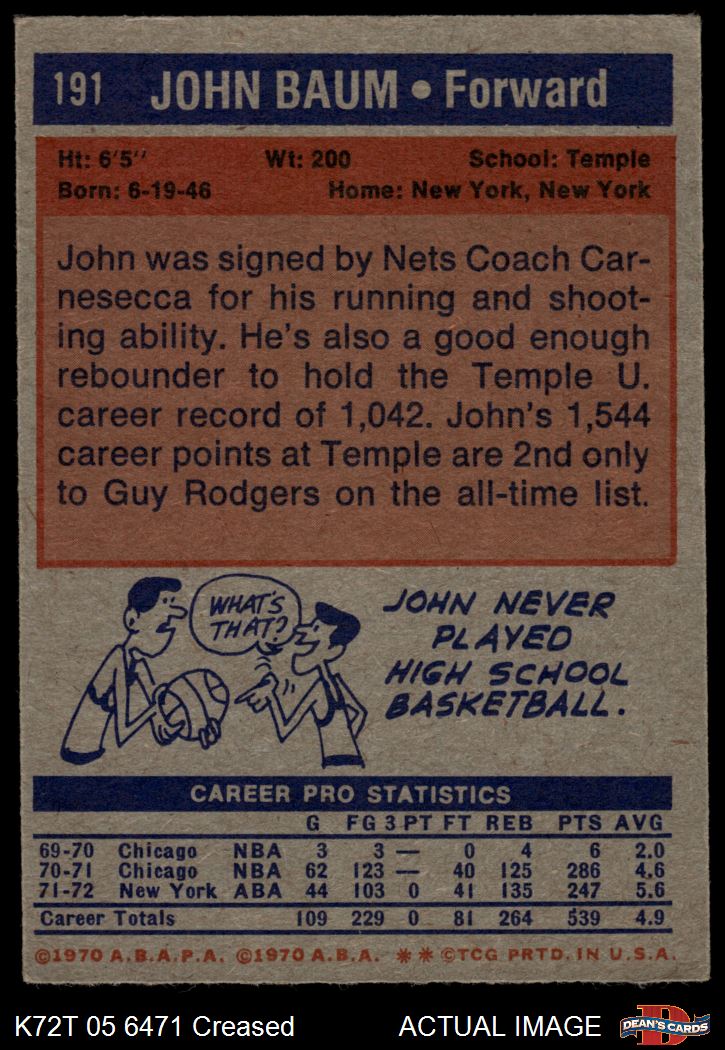 191 JOHN BAUM • Forward
Ht: 6'5" Wt: 200 School: Temple
Born: 6-19-46 Home: New York, New York
John was signed by Nets Coach Car-
nesecca for his running and shoot-
ing ability. He's also a good enough
rebounder to hold the Temple U.
career record of 1,042. John's 1,544
career points at Temple are 2nd only
to Guy Rodgers on the all-time list.
WHAT'S
THAT?
JOHN NEVER
PLAYED
HIGH SCHOOL
BASKETBALL.
CAREER PRO STATISTICS
G FG 3PT FT REB PTS AVG
69-70 Chicago NBA 3 3 — 0 4 6 2.0
70-71 Chicago NBA 62 123 — 40 125 286 4.6
71-72 New York ABA 44 103 0 41 135 247 5.6
Career Totals 109 229 0 81 264 539 4.9
©1970 A.B.A.P.A. ©1970 A.B.A. ** ©TCG PRTD. IN U.S.A.
K72T 05 6471 Creased ACTUAL IMAGE
D
DEAN'S CARDS